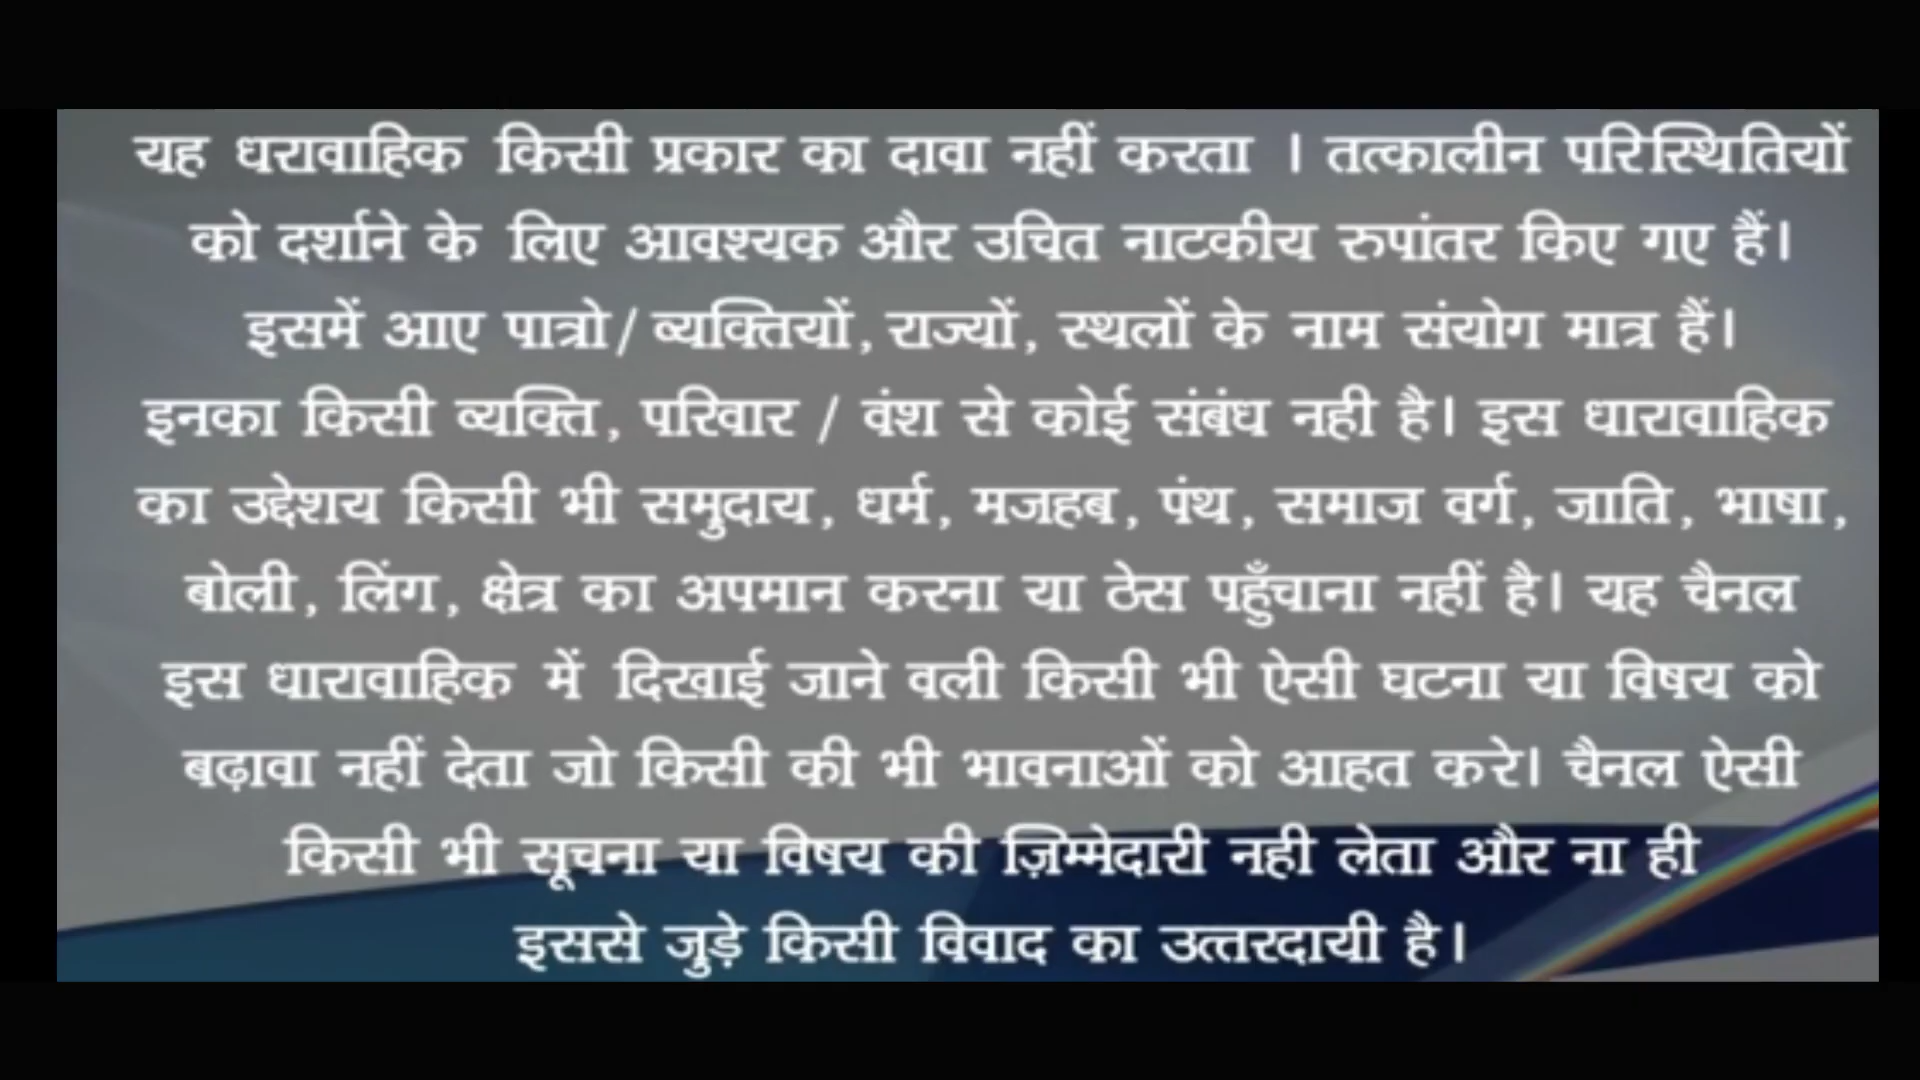 यह धरावाहिक किसी प्रकार का दावा नहीं करता । तत्कालीन परिस्थितियों
को दर्शाने के लिए आवश्यक और उचित नाटकीय रुपांतर किए गए हैं।
इसमें आए पात्रो/ व्यक्तियों, राज्यों, स्थलों के नाम संयोग मात्र हैं।
इनका किसी व्यक्ति, परिवार / वंश से कोई संबंध नही है। इस धारावाहिक
का उद्देशय किसी भी समुदाय, धर्म, मजहब, पंथ, समाज वर्ग, जाति, भाषा,
बोली, लिंग, क्षेत्र का अपमान करना या ठेस पहुँचाना नहीं है। यह चैनल
इस धारावाहिक में दिखाई जाने वली किसी भी ऐसी घटना या विषय को
बढ़ावा नहीं देता जो किसी की भी भावनाओं को आहत करे। चैनल ऐसी
किसी भी सूचना या विषय की ज़िम्मेदारी नही लेता और ना ही
इससे जुड़े किसी विवाद का उत्तरदायी है।